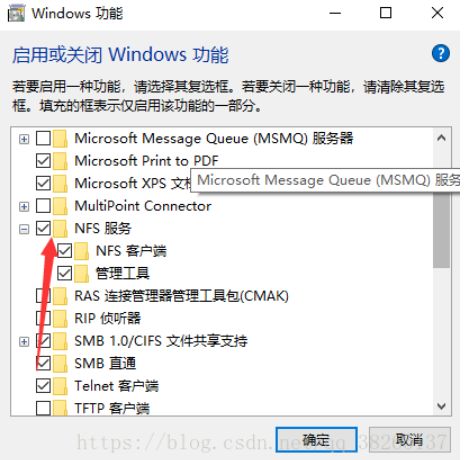 Windows 功能
启用或关闭 Windows 功能
?
若要启用一种功能，请选择其复选框。若要关闭一种功能，请清除其复选
框。填充的框表示仅启用该功能的一部分。
Microsoft Message Queue (MSMQ) 服务器
Microsoft Print to PDF
Microsoft XPS 文档
Microsoft Message Queue (MSMQ) 服务
MultiPoint Connector
NFS 服务
NFS 客户端
管理工具
RAS 连接管理器管理工具包(CMAK)
RIP 侦听器
SMB 1.0/CIFS 文件共享支持
SMB 直通
Telnet 客户端
TFTP 客户端
确定
取消
https://blog.csdn.net/qq_38265137